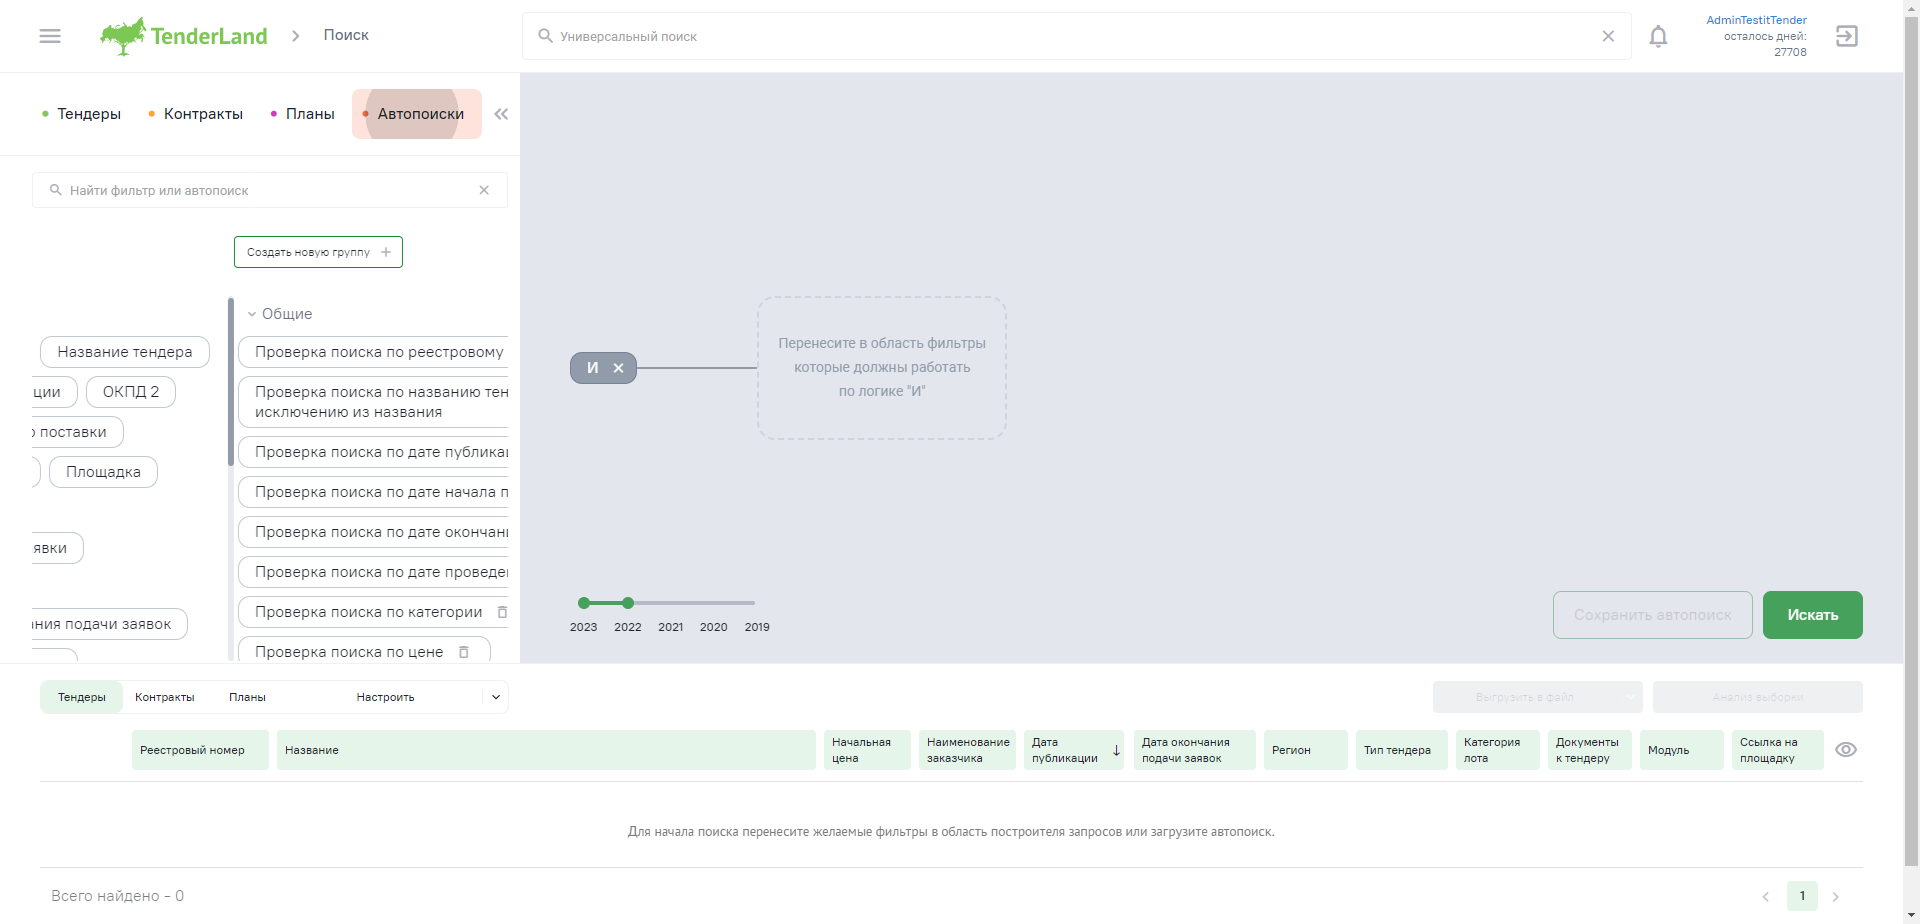 TenderLand
Поиск
Универсальный поиск
AdminTestitTender
осталось дней:
27708
Тендеры
Контракты
Планы
Автопоиски
Найти фильтр или автопоиск
Создать новую группу
Общие
Название тендера
ции
ОКПД 2
поставки
Площадка
явки
ния подачи заявок
Проверка поиска по реестровому
Проверка поиска по названию тен
исключению из названия
Проверка поиска по дате публика
Проверка поиска по дате начала п
Проверка поиска по дате окончан
Проверка поиска по дате проведе
Проверка поиска по категории
Проверка поиска по цене
И
Перенесите в область фильтры
которые должны работать
по логике "И"
2023 2022 2021 2020 2019
Сохранить автопоиск
Искать
Тендеры
Контракты
Планы
Настроить
Выгрузить в файл
Анализ выборки
Реестровый номер
Название
Начальная
цена
Наименование
заказчика
Дата
публикации
Дата окончания
подачи заявок
Регион
Тип тендера
Категория
лота
Документы
к тендеру
Модуль
Ссылка на
площадку
Для начала поиска перенесите желаемые фильтры в область построителя запросов или загрузите автопоиск.
Всего найдено - 0
1